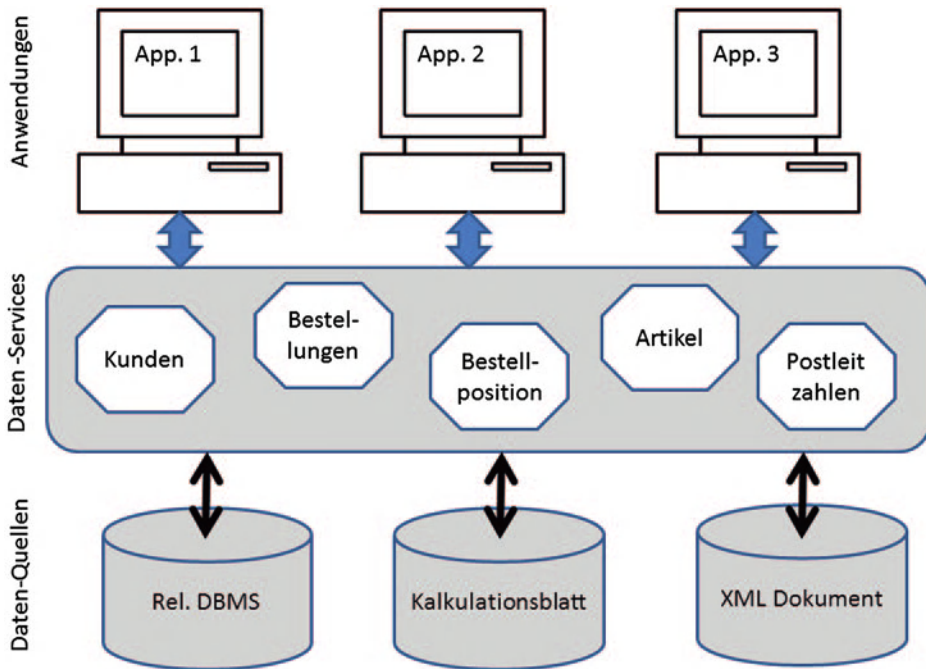 Anwendungen
App. 1
App. 2
App. 3
Daten -Services
Kunden
Bestel-
lungen
Bestell-
position
Artikel
Postleit
zahlen
Daten-Quellen
Rel. DBMS
Kalkulationsblatt
XML Dokument